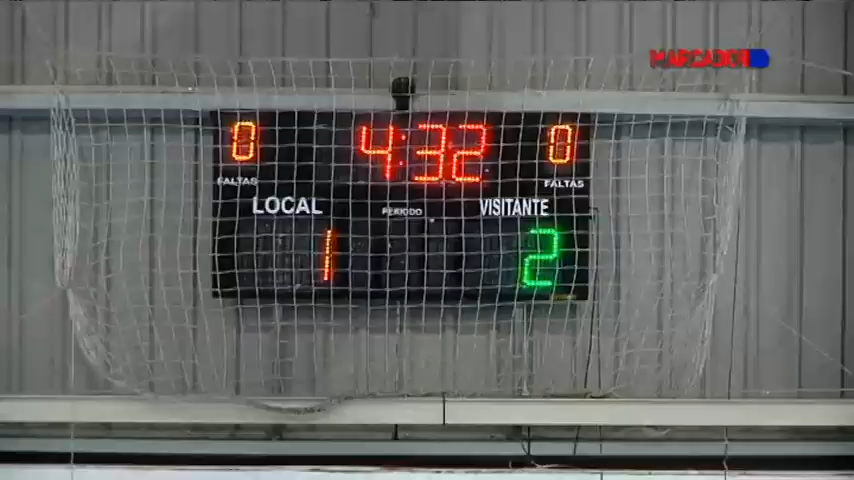 MARCADOR
0 4:32 0
FALTAS FALTAS
LOCAL PERIODO VISITANTE
1 2